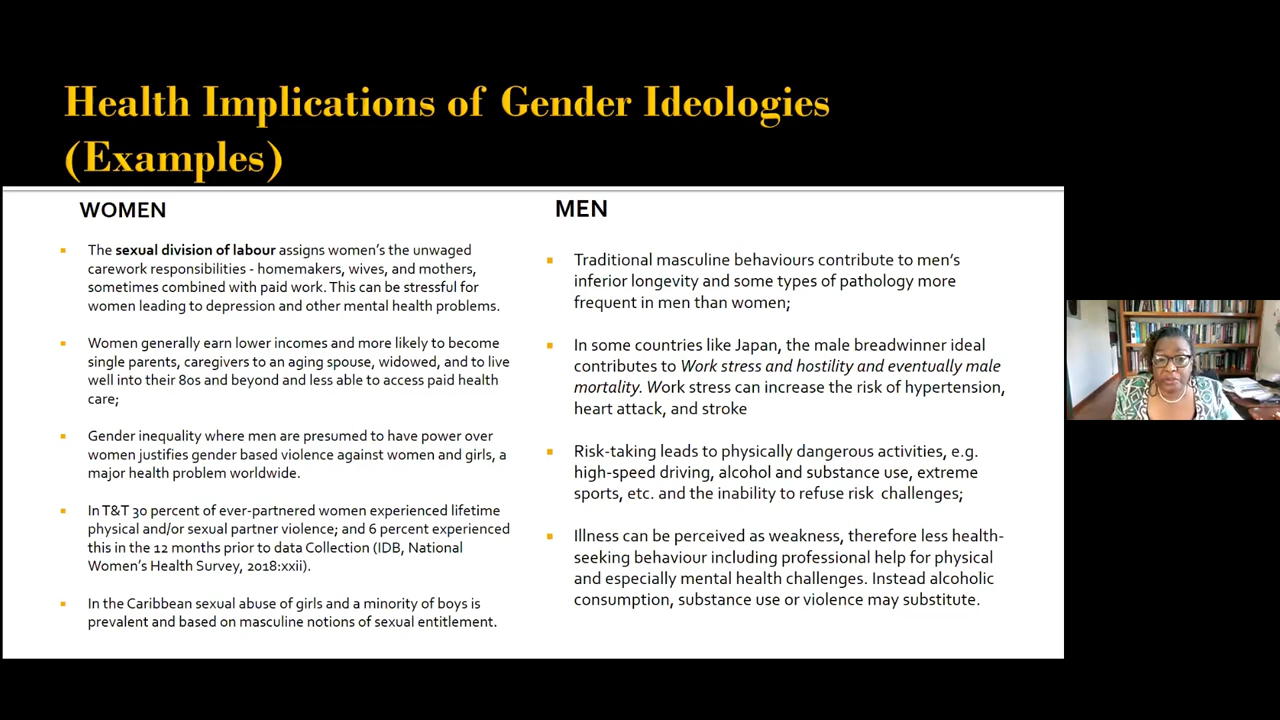 Health Implications of Gender Ideologies
(Examples)
WOMEN
The sexual division of labour assigns women's the unwaged
carework responsibilities - homemakers, wives, and mothers,
sometimes combined with paid work. This can be stressful for
women leading to depression and other mental health problems.
Women generally earn lower incomes and more likely to become
single parents, caregivers to an aging spouse, widowed, and to live
well into their 80s and beyond and less able to access paid health
care;
Gender inequality where men are presumed to have power over
women justifies gender based violence against women and girls, a
major health problem worldwide.
In T&T 30 percent of ever-partnered women experienced lifetime
physical and/or sexual partner violence; and 6 percent experienced
this in the 12 months prior to data Collection (IDB, National
Women's Health Survey, 2018:xxii).
In the Caribbean sexual abuse of girls and a minority of boys is
prevalent and based on masculine notions of sexual entitlement.
MEN
Traditional masculine behaviours contribute to men's
inferior longevity and some types of pathology more
frequent in men than women;
In some countries like Japan, the male breadwinner ideal
contributes to Work stress and hostility and eventually male
mortality. Work stress can increase the risk of hypertension,
heart attack, and stroke
Risk-taking leads to physically dangerous activities, e.g.
high-speed driving, alcohol and substance use, extreme
sports, etc. and the inability to refuse risk challenges;
Illness can be perceived as weakness, therefore less health-
seeking behaviour including professional help for physical
and especially mental health challenges. Instead alcoholic
consumption, substance use or violence may substitute.